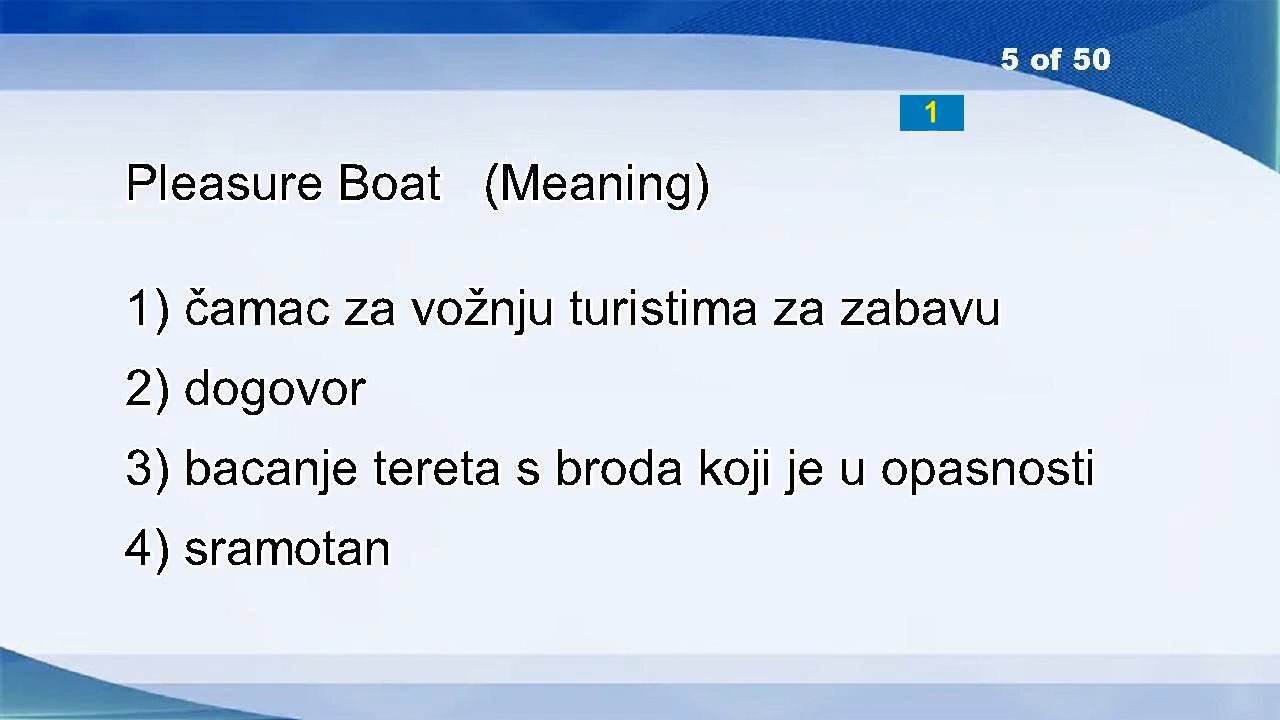 5 of 50
1
Pleasure Boat (Meaning)
1) čamac za vožnju turistima za zabavu
2) dogovor
3) bacanje tereta s broda koji je u opasnosti
4) sramotan